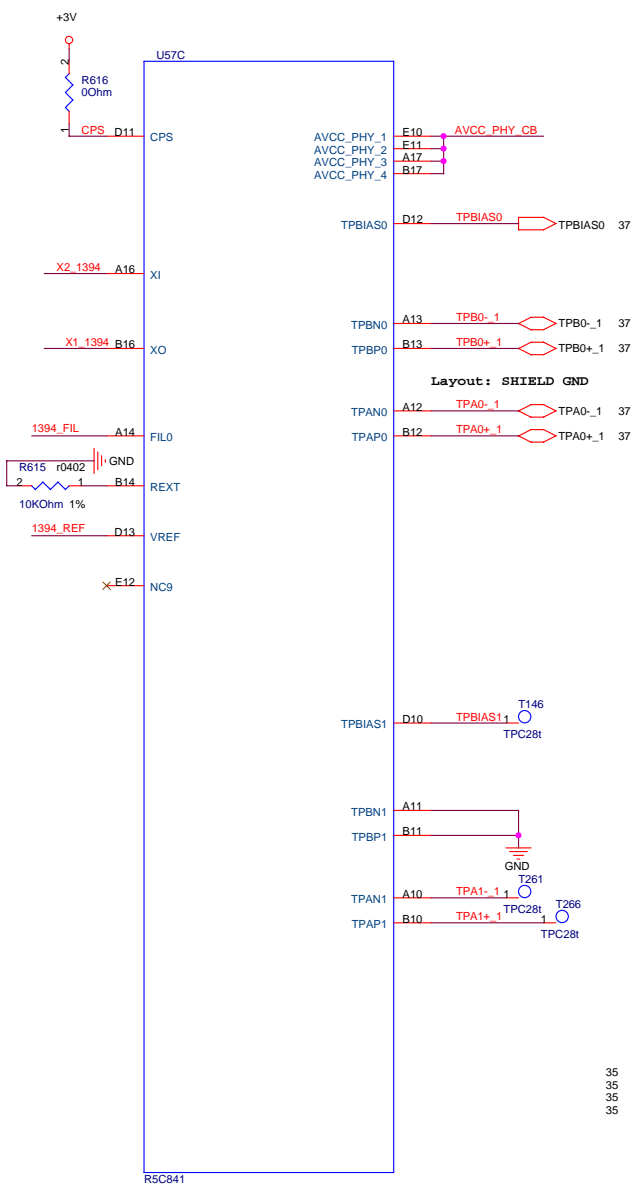 +3V
U57C
2
R616
0Ohm
1
CPS
D11
CPS
AVCC_PHY_1
E10
AVCC_PHY_CB
AVCC_PHY_2
E11
AVCC_PHY_3
A17
AVCC_PHY_4
B17
TPBIAS0
D12
TPBIAS0
TPBIAS0
37
X2_1394
A16
XI
TPBN0
A13
TPB0-_1
TPB0-_1
37
X1_1394
B16
XO
TPBP0
B13
TPB0+_1
TPB0+_1
37
Layout: SHIELD GND
TPAN0
A12
TPA0-_1
TPA0-_1
37
1394_FIL
A14
FIL0
TPAP0
B12
TPA0+_1
TPA0+_1
37
GND
R615
r0402
2
1
B14
REXT
10KOhm
1%
1394_REF
D13
VREF
E12
NC9
T146
TPBIAS1
D10
TPBIAS1
1
TPC28t
TPBN1
A11
TPBP1
B11
GND
T261
TPAN1
A10
TPA1-_1
1
TPC28t
T266
TPAP1
B10
TPA1+_1
1
TPC28t
35
35
35
35
R5C841